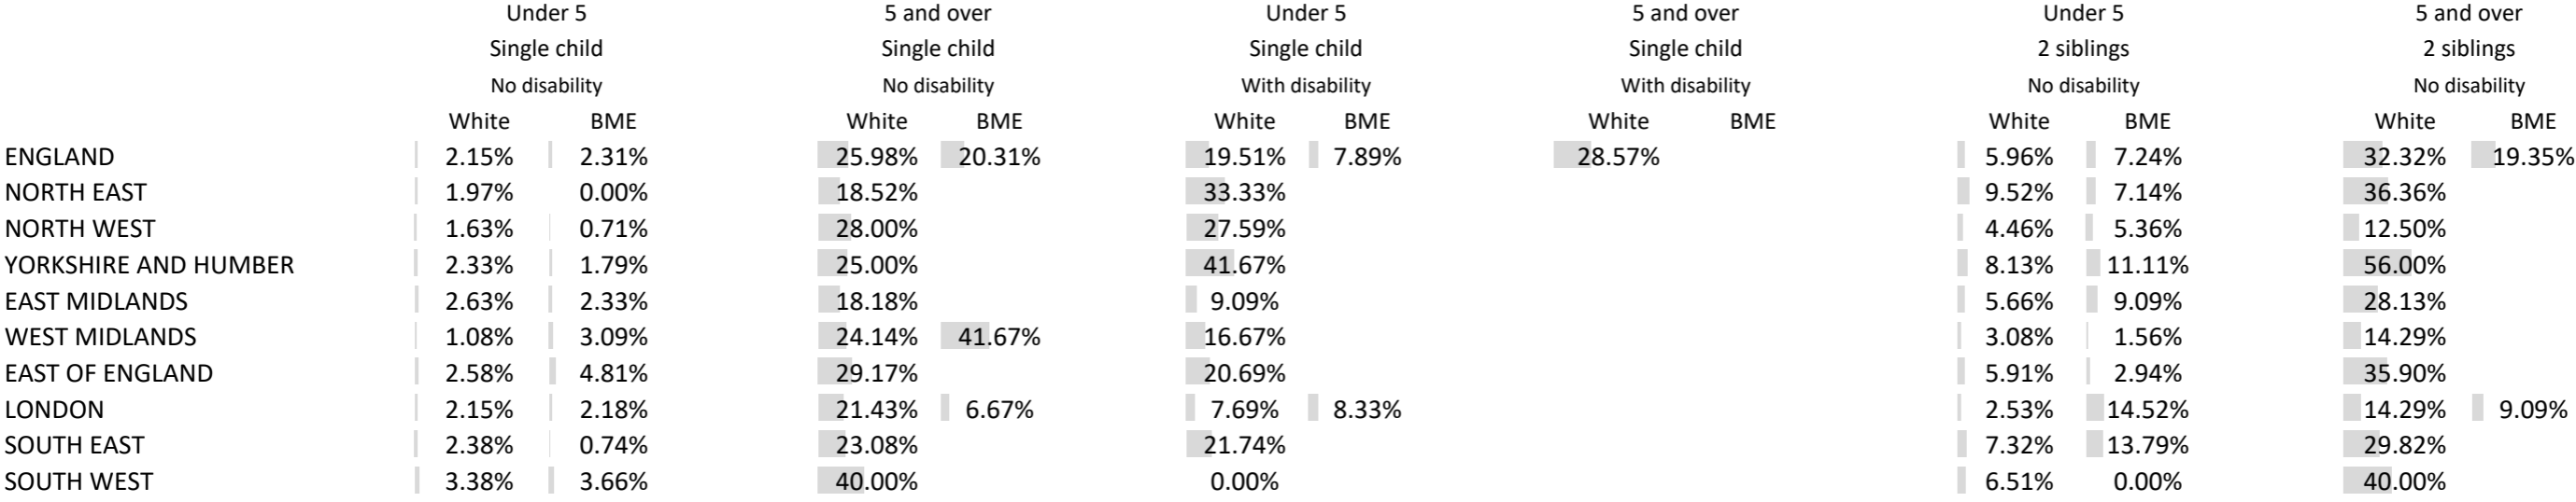 Under 5 5 and over Under 5 5 and over Under 5 5 and over
Single child Single child Single child Single child 2 siblings 2 siblings
No disability No disability With disability With disability No disability No disability
White BME White BME White BME White BME White BME White BME
ENGLAND 2.15% 2.31% 25.98% 20.31% 19.51% 7.89% 28.57% 5.96% 7.24% 32.32% 19.35%
NORTH EAST 1.97% 0.00% 18.52% 33.33% 9.52% 7.14% 36.36%
NORTH WEST 1.63% 0.71% 28.00% 27.59% 4.46% 5.36% 12.50%
YORKSHIRE AND HUMBER 2.33% 1.79% 25.00% 41.67% 8.13% 11.11% 56.00%
EAST MIDLANDS 2.63% 2.33% 18.18% 9.09% 5.66% 9.09% 28.13%
WEST MIDLANDS 1.08% 3.09% 24.14% 41.67% 16.67% 3.08% 1.56% 14.29%
EAST OF ENGLAND 2.58% 4.81% 29.17% 20.69% 5.91% 2.94% 35.90%
LONDON 2.15% 2.18% 21.43% 6.67% 7.69% 8.33% 2.53% 14.52% 14.29% 9.09%
SOUTH EAST 2.38% 0.74% 23.08% 21.74% 7.32% 13.79% 29.82%
SOUTH WEST 3.38% 3.66% 40.00% 0.00% 6.51% 0.00% 40.00%